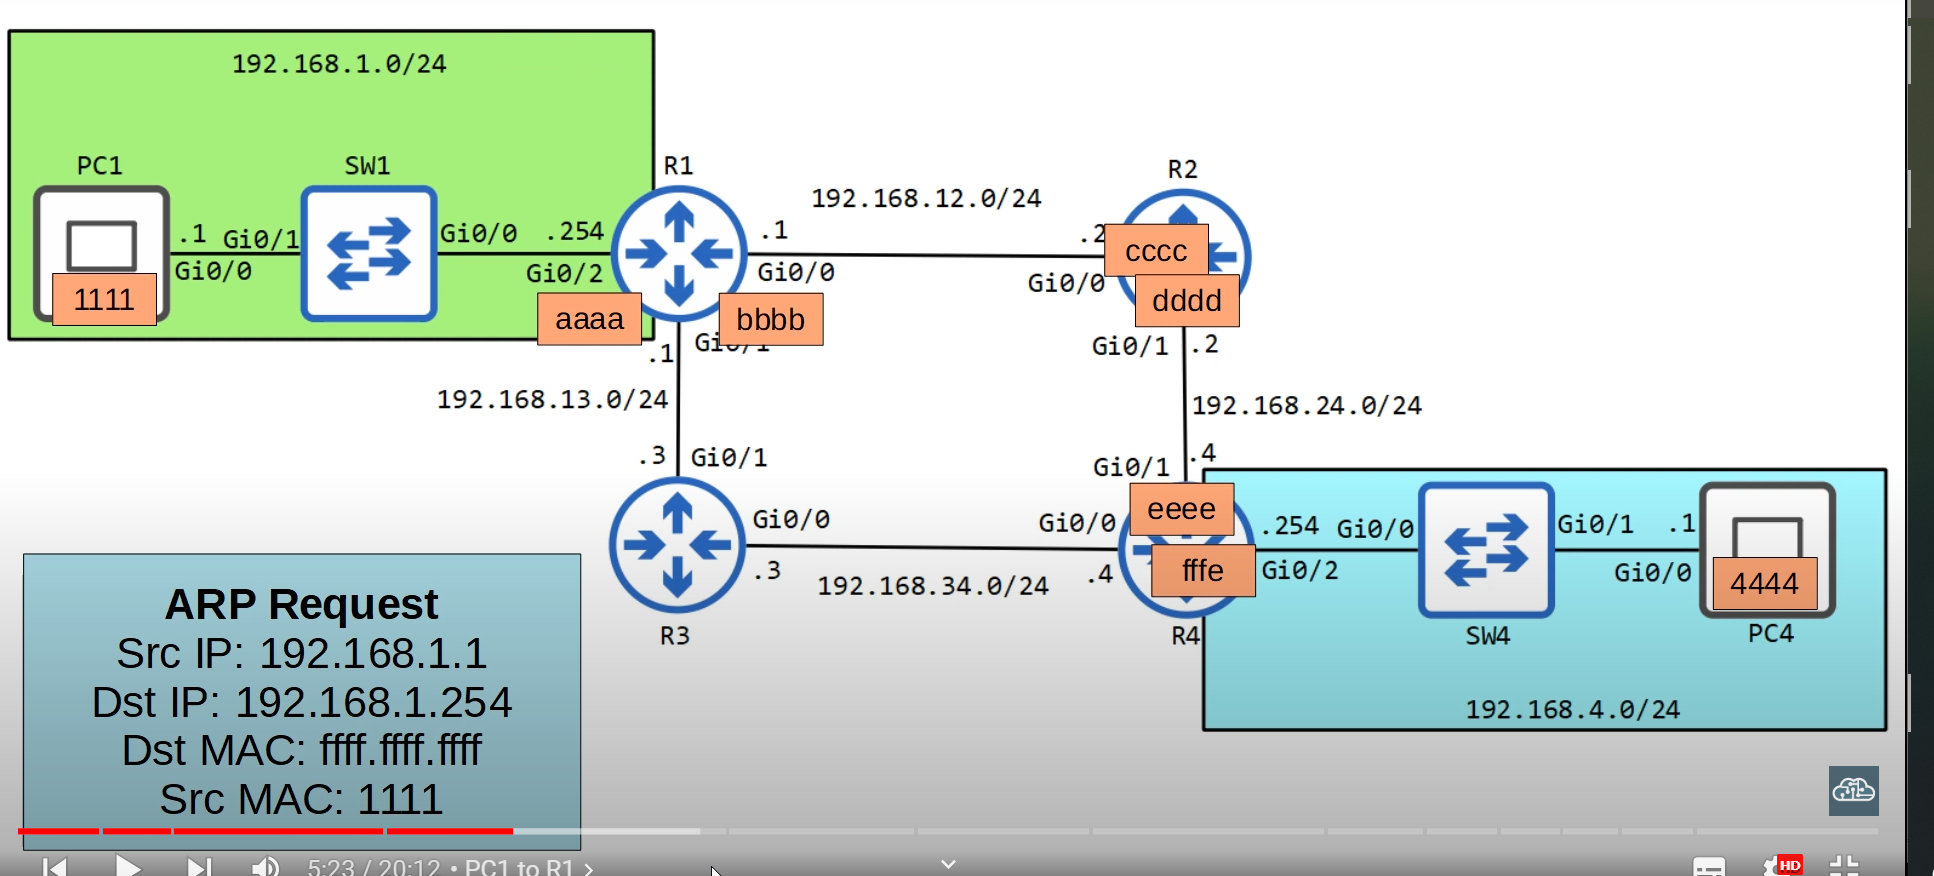 192.168.1.0/24
PC1
SW1
R1
R2
192.168.12.0/24
.1 Gi0/1
Gi0/0 .254
.1
.2
Gi0/0
Gi0/2
Gi0/0
Gi0/0
cccc
1111
aaaa
bbbb
dddd
.1
Gi0/1
Gi0/1
.2
192.168.13.0/24
192.168.24.0/24
.3 Gi0/1
Gi0/1
.4
eeee
Gi0/0
Gi0/0
.254 Gi0/0
Gi0/1 .1
fffe
.3
192.168.34.0/24
.4
Gi0/2
Gi0/0
4444
R3
R4
SW4
PC4
192.168.4.0/24
ARP Request
Src IP: 192.168.1.1
Dst IP: 192.168.1.254
Dst MAC: ffff.ffff.ffff
Src MAC: 1111
5:23 / 20:12 • PC1 to R1 >
HD